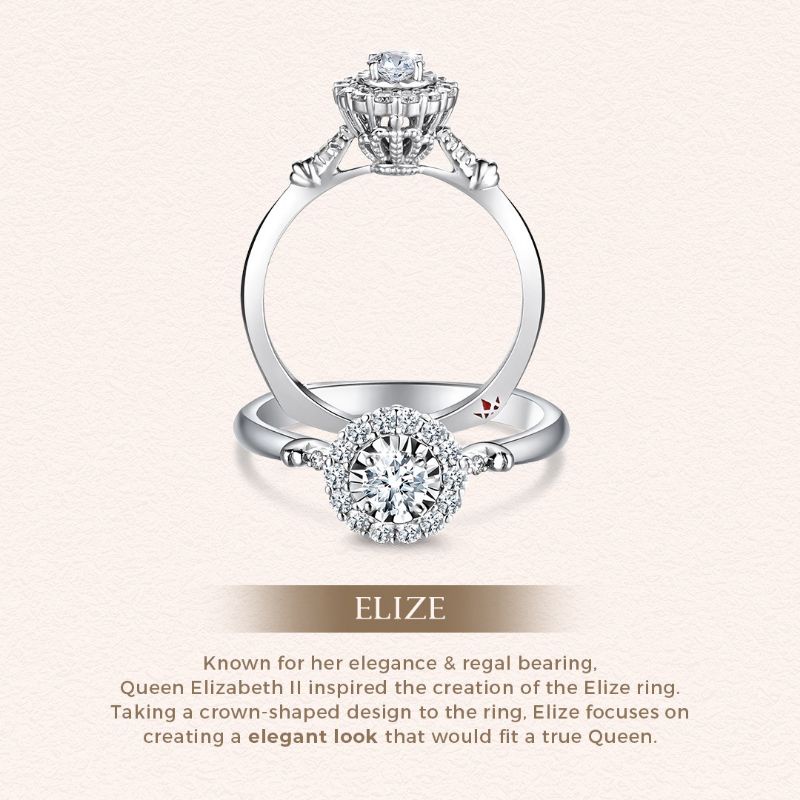 ELIZE
Known for her elegance & regal bearing,
Queen Elizabeth II inspired the creation of the Elize ring.
Taking a crown-shaped design to the ring, Elize focuses on
creating a elegant look that would fit a true Queen.